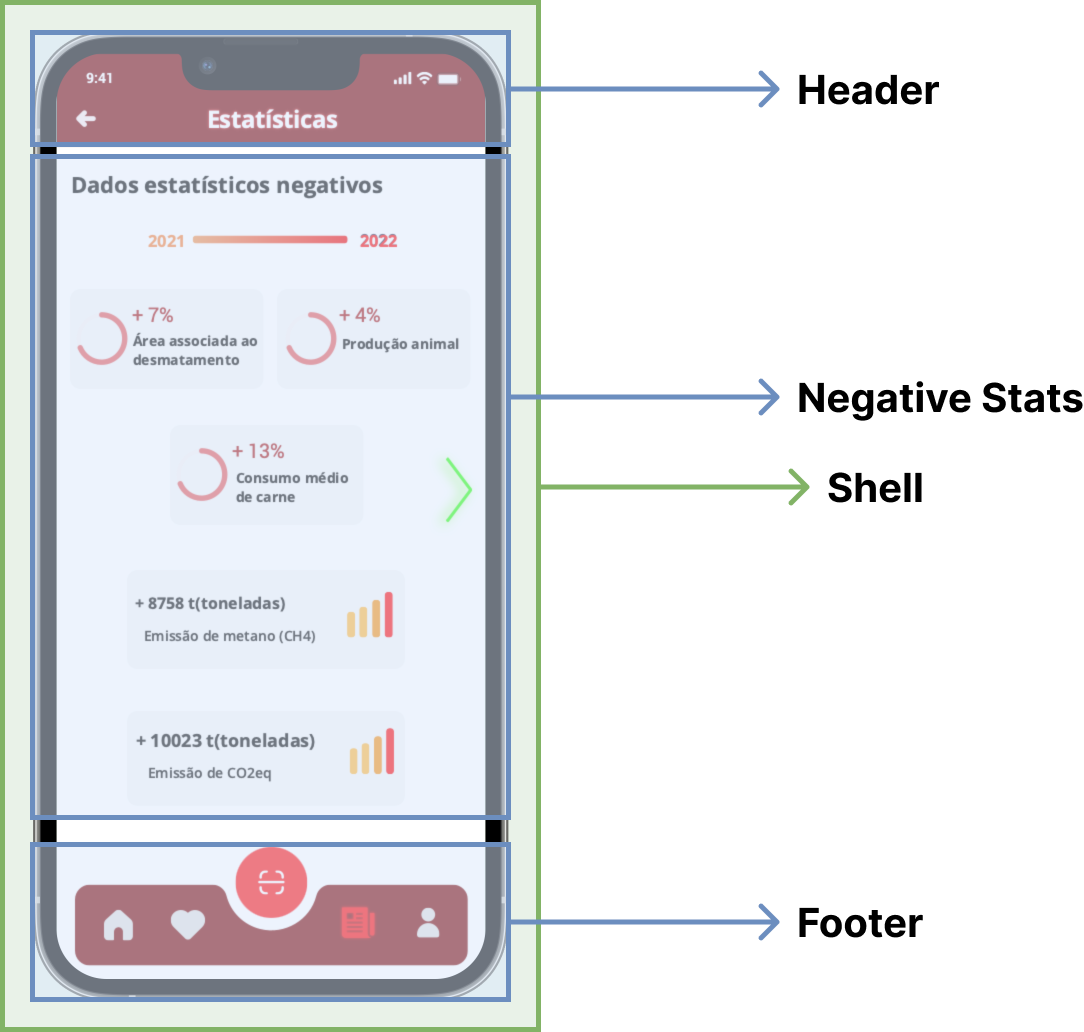 9:41
Estatísticas
Header
Dados estatísticos negativos
2021 2022
+ 7%
Área associada ao
desmatamento
+ 4%
Produção animal
Negative Stats
+ 13%
Consumo médio
de carne
Shell
+ 8758 t(toneladas)
Emissão de metano (CH4)
+ 10023 t(toneladas)
Emissão de CO2eq
Footer